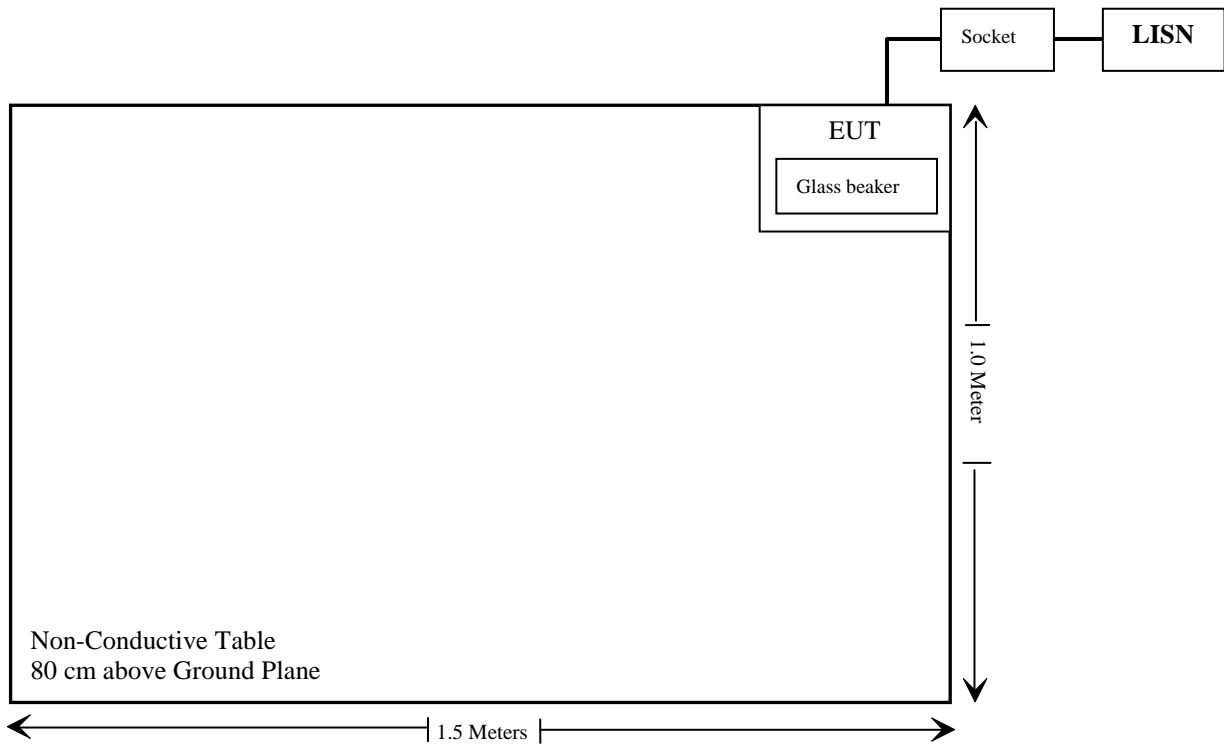 Socket
LISN
EUT
Glass beaker
1.0 Meter
Non-Conductive Table
80 cm above Ground Plane
1.5 Meters